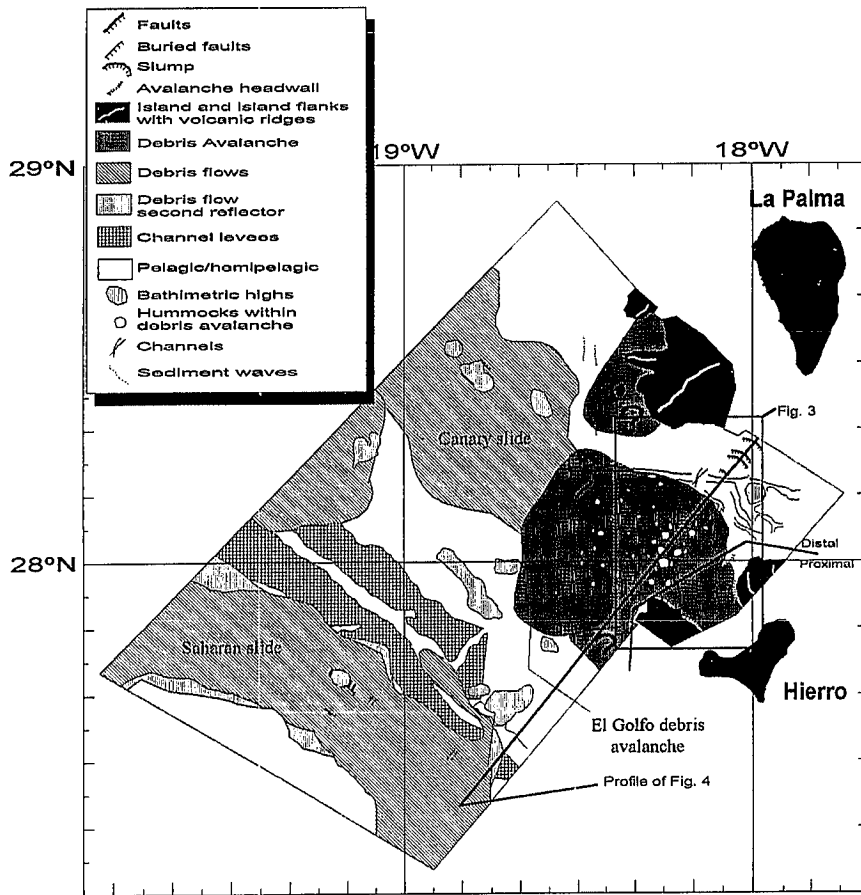 Faults
Buried faults
Slump
Avalanche headwall
Island and island flanks
with volcanic ridges
Debris Avalanche
Debris flows
Debris flow
second reflector
Channel levees
Pelagic/homipelagic
Bathimetric highs
Hummocks within
debris avalanche
Channels
Sediment waves
19°W
18°W
29°N
La Palma
Fig. 3
Canary slide
28°N
Distal
Proximal
Saharan slide
Hierro
El Golfo debris
avalanche
Profile of Fig. 4